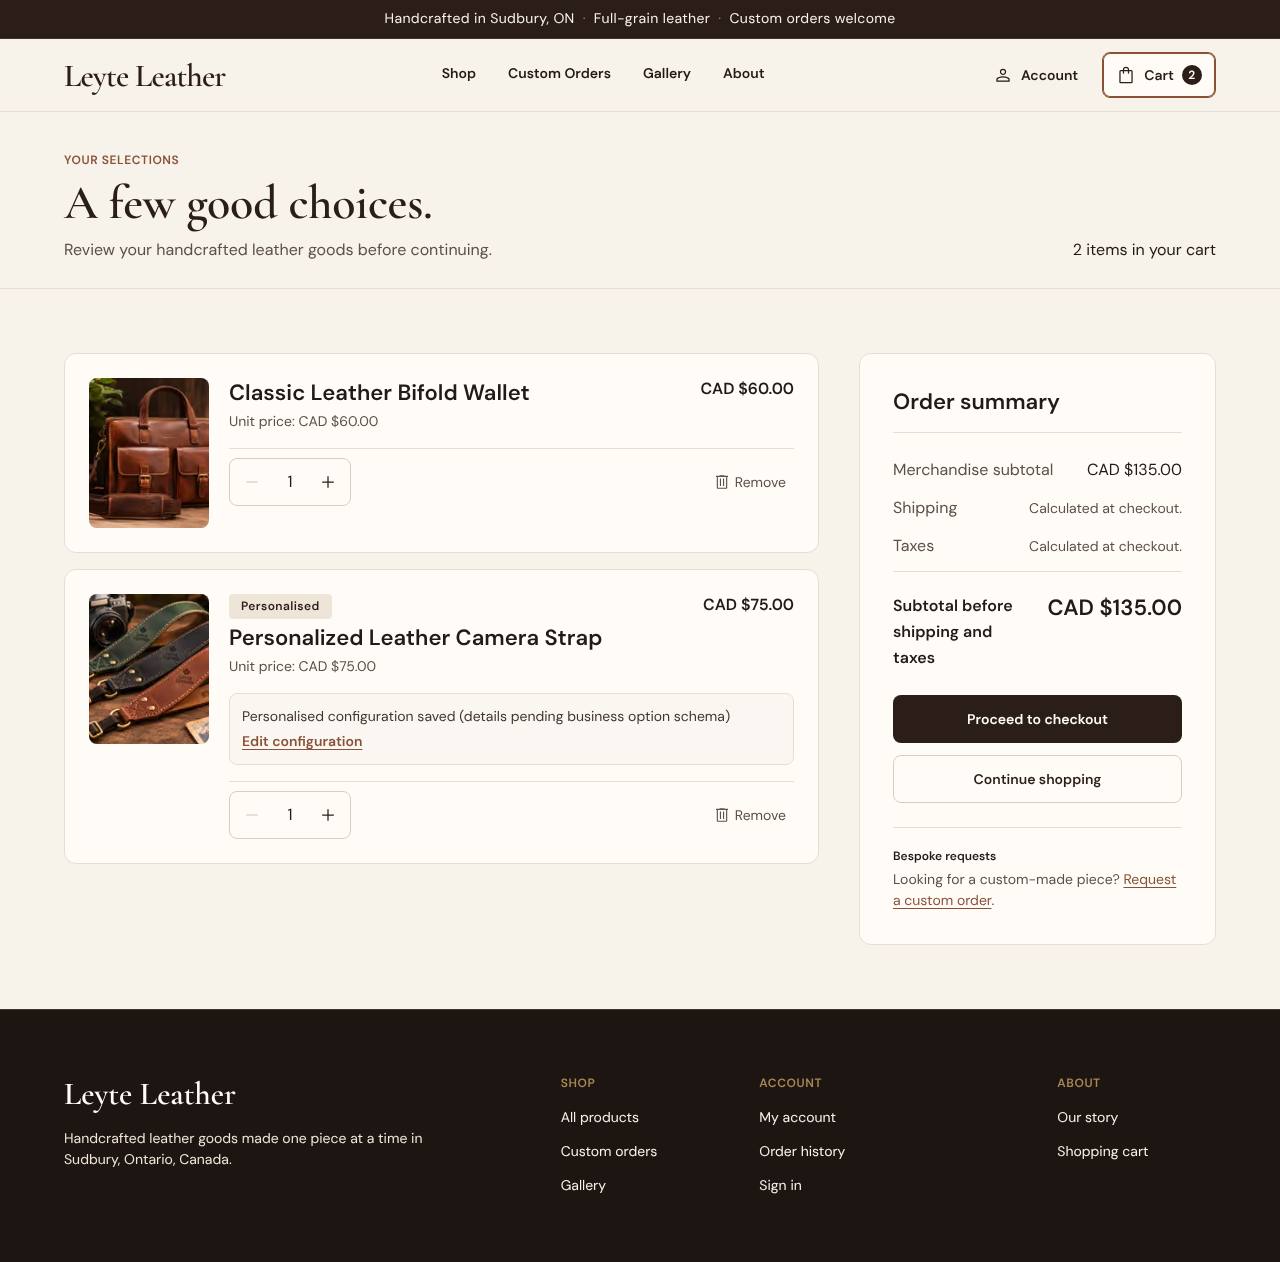 Handcrafted in Sudbury, ON · Full-grain leather · Custom orders welcome
Leyte Leather
Shop
Custom Orders
Gallery
About
Account
Cart 2
YOUR SELECTIONS
A few good choices.
Review your handcrafted leather goods before continuing.
2 items in your cart
Classic Leather Bifold Wallet
CAD $60.00
Unit price: CAD $60.00
1
Remove
Personalised
CAD $75.00
Personalized Leather Camera Strap
Unit price: CAD $75.00
Personalised configuration saved (details pending business option schema)
Edit configuration
1
Remove
Order summary
Merchandise subtotal CAD $135.00
Shipping Calculated at checkout.
Taxes Calculated at checkout.
Subtotal before CAD $135.00
shipping and
taxes
Proceed to checkout
Continue shopping
Bespoke requests
Looking for a custom-made piece? Request
a custom order.
Leyte Leather
Handcrafted leather goods made one piece at a time in
Sudbury, Ontario, Canada.
SHOP
All products
Custom orders
Gallery
ACCOUNT
My account
Order history
Sign in
ABOUT
Our story
Shopping cart